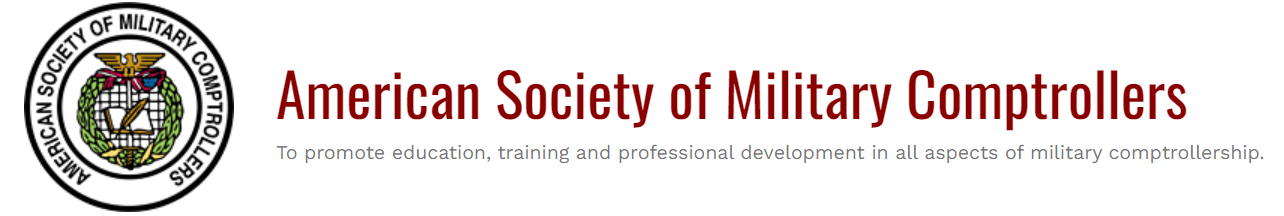 AMERICAN SOCIETY OF MILITARY COMPTROLLERS
American Society of Military Comptrollers
To promote education, training and professional development in all aspects of military comptrollership.